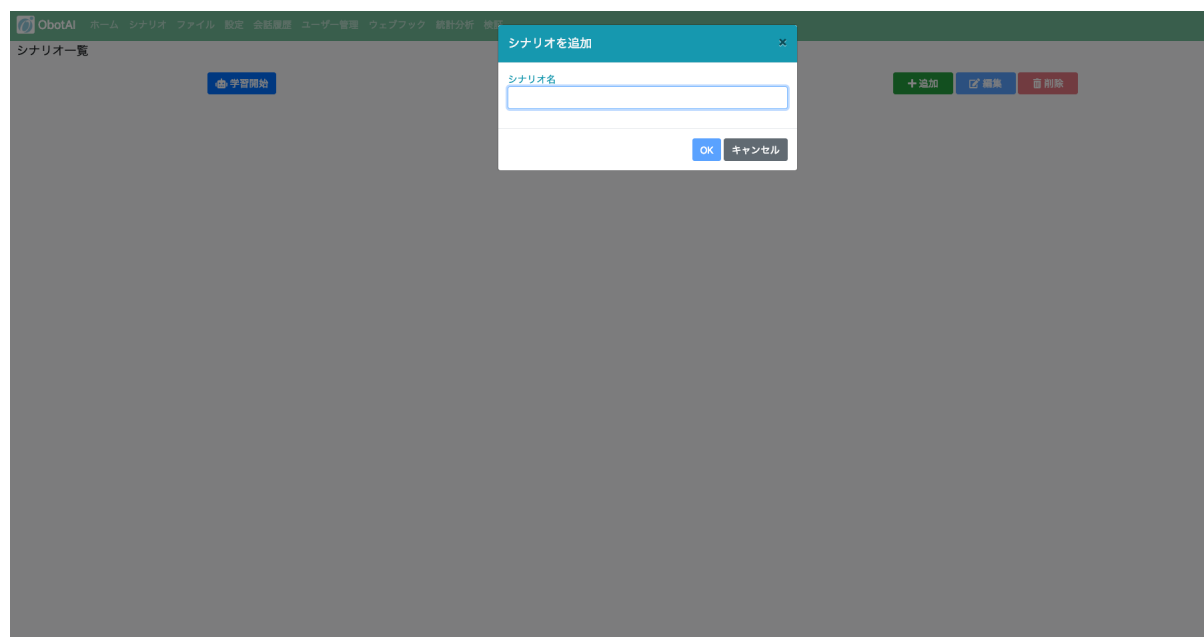 ObotAI ホーム シナリオ ファイル 設定 会話履歴 ユーザー管理 ウェブフック 統計分析
シナリオ一覧
シナリオを追加 ×
シナリオ名
学習開始
+追加 編集 削除
OK キャンセル